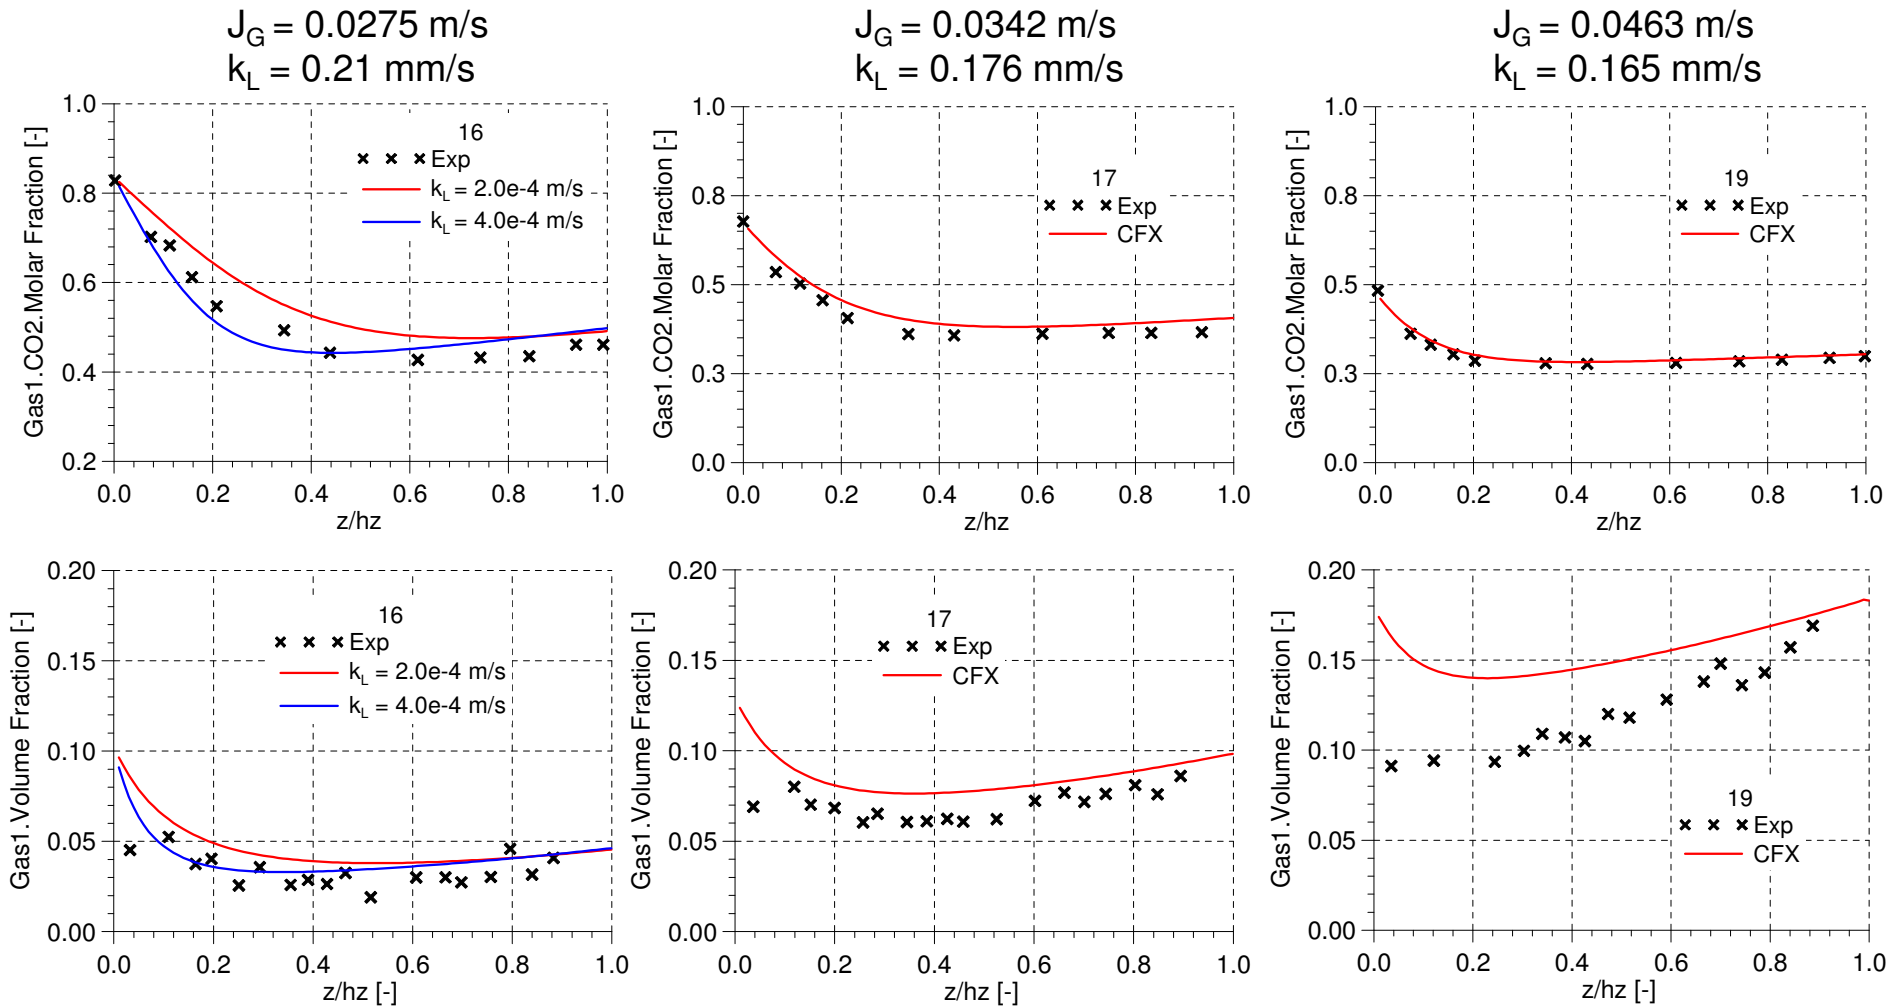 J_G = 0.0275 m/s
k_L = 0.21 mm/s
J_G = 0.0342 m/s
k_L = 0.176 mm/s
J_G = 0.0463 m/s
k_L = 0.165 mm/s
Gas1.CO2.Molar Fraction [-]
1.0
0.8
0.6
0.4
0.2
16
Exp
k_L = 2.0e-4 m/s
k_L = 4.0e-4 m/s
0.0 0.2 0.4 0.6 0.8 1.0
z/hz
Gas1.CO2.Molar Fraction [-]
1.0
0.8
0.5
0.3
0.0
17
Exp
CFX
0.0 0.2 0.4 0.6 0.8 1.0
z/hz
Gas1.CO2.Molar Fraction [-]
1.0
0.8
0.5
0.3
0.0
19
Exp
CFX
0.0 0.2 0.4 0.6 0.8 1.0
z/hz
Gas1.Volume Fraction [-]
0.20
0.15
0.10
0.05
0.00
16
Exp
k_L = 2.0e-4 m/s
k_L = 4.0e-4 m/s
0.0 0.2 0.4 0.6 0.8 1.0
z/hz [-]
Gas1.Volume Fraction [-]
0.20
0.15
0.10
0.05
0.00
17
Exp
CFX
0.0 0.2 0.4 0.6 0.8 1.0
z/hz [-]
Gas1.Volume Fraction [-]
0.20
0.15
0.10
0.05
0.00
19
Exp
CFX
0.0 0.2 0.4 0.6 0.8 1.0
z/hz [-]